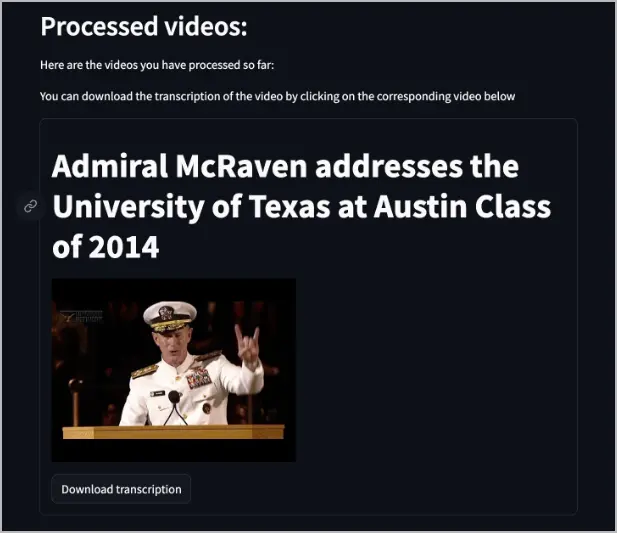 Processed videos:
Here are the videos you have processed so far:
You can download the transcription of the video by clicking on the corresponding video below
Admiral McRaven addresses the
University of Texas at Austin Class
of 2014
Download transcription